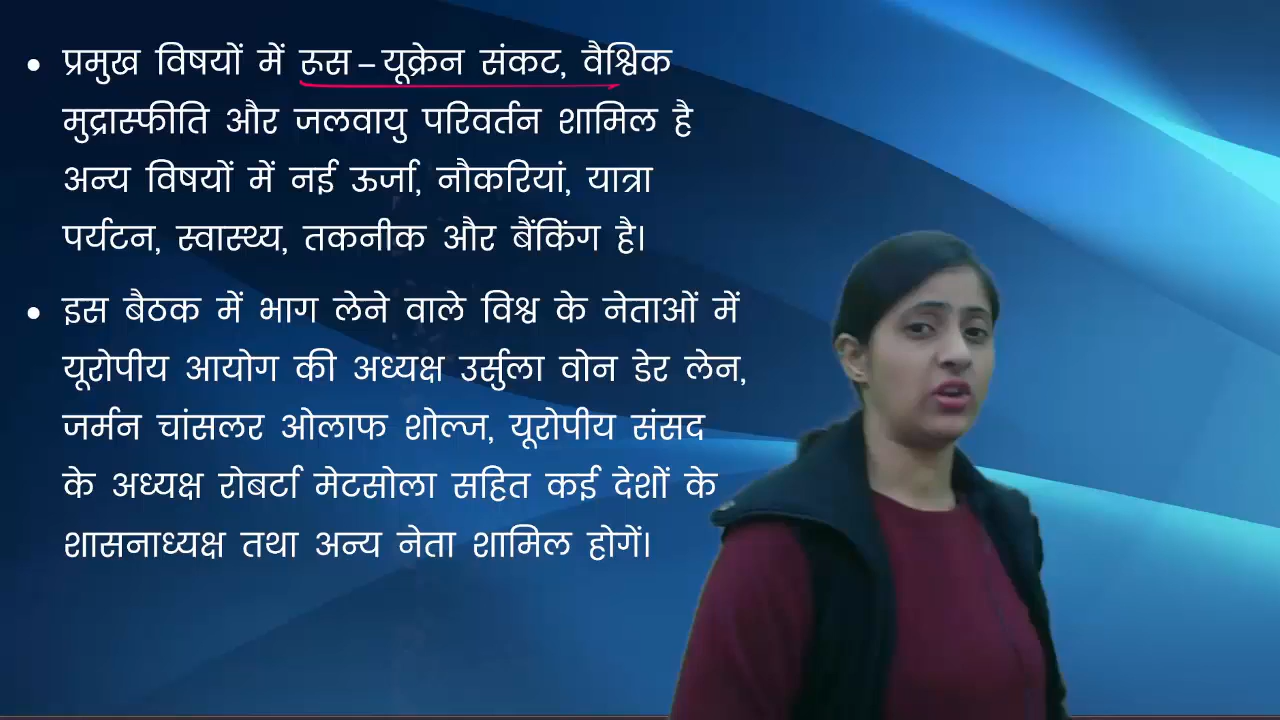 • प्रमुख विषयों में रूस – यूक्रेन संकट, वैश्विक
मुद्रास्फीति और जलवायु परिवर्तन शामिल है
अन्य विषयों में नई ऊर्जा, नौकरियां, यात्रा
पर्यटन, स्वास्थ्य, तकनीक और बैंकिंग है।
• इस बैठक में भाग लेने वाले विश्व के नेताओं में
यूरोपीय आयोग की अध्यक्ष उर्सुला वोन डेर लेन,
जर्मन चांसलर ओलाफ शोल्ज, यूरोपीय संसद
के अध्यक्ष रोबर्टा मेटसोला सहित कई देशों के
शासनाध्यक्ष तथा अन्य नेता शामिल होगें।